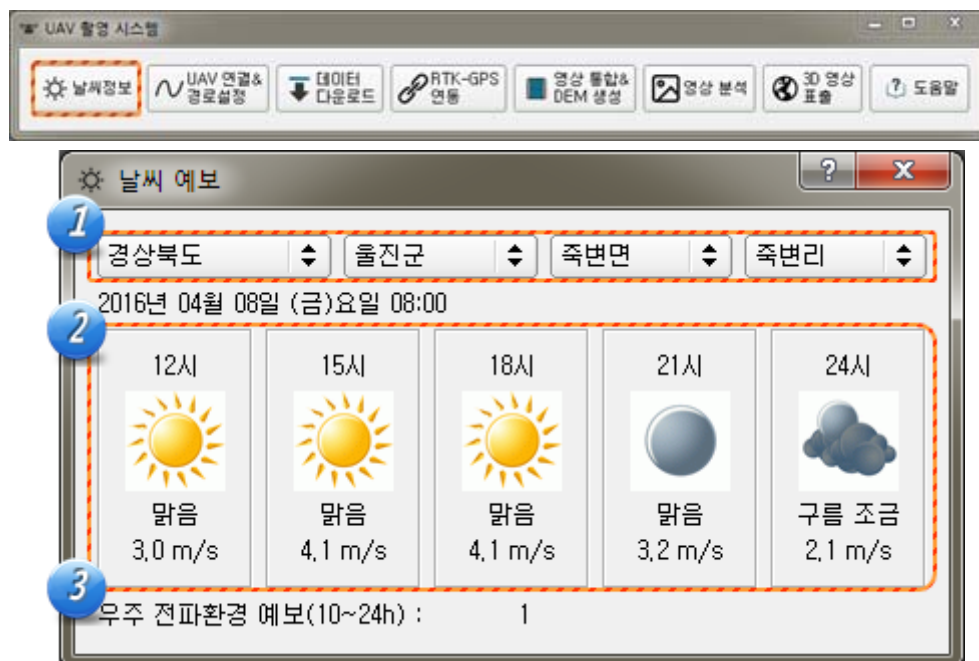 UAV 촬영 시스템
날씨정보
UAV 연결&
경로설정
데이터
다운로드
RTK-GPS
연동
영상 통합&
DEM 생성
영상 분석
3D 영상
표출
도움말
날씨 예보
1
경상북도 울진군 죽변면 죽변리
2016년 04월 08일 (금)요일 08:00
2
12시 15시 18시 21시 24시
맑음 맑음 맑음 맑음 구름 조금
3,0 m/s 4,1 m/s 4,1 m/s 3,2 m/s 2,1 m/s
3
우주 전파환경 예보(10~24h) : 1